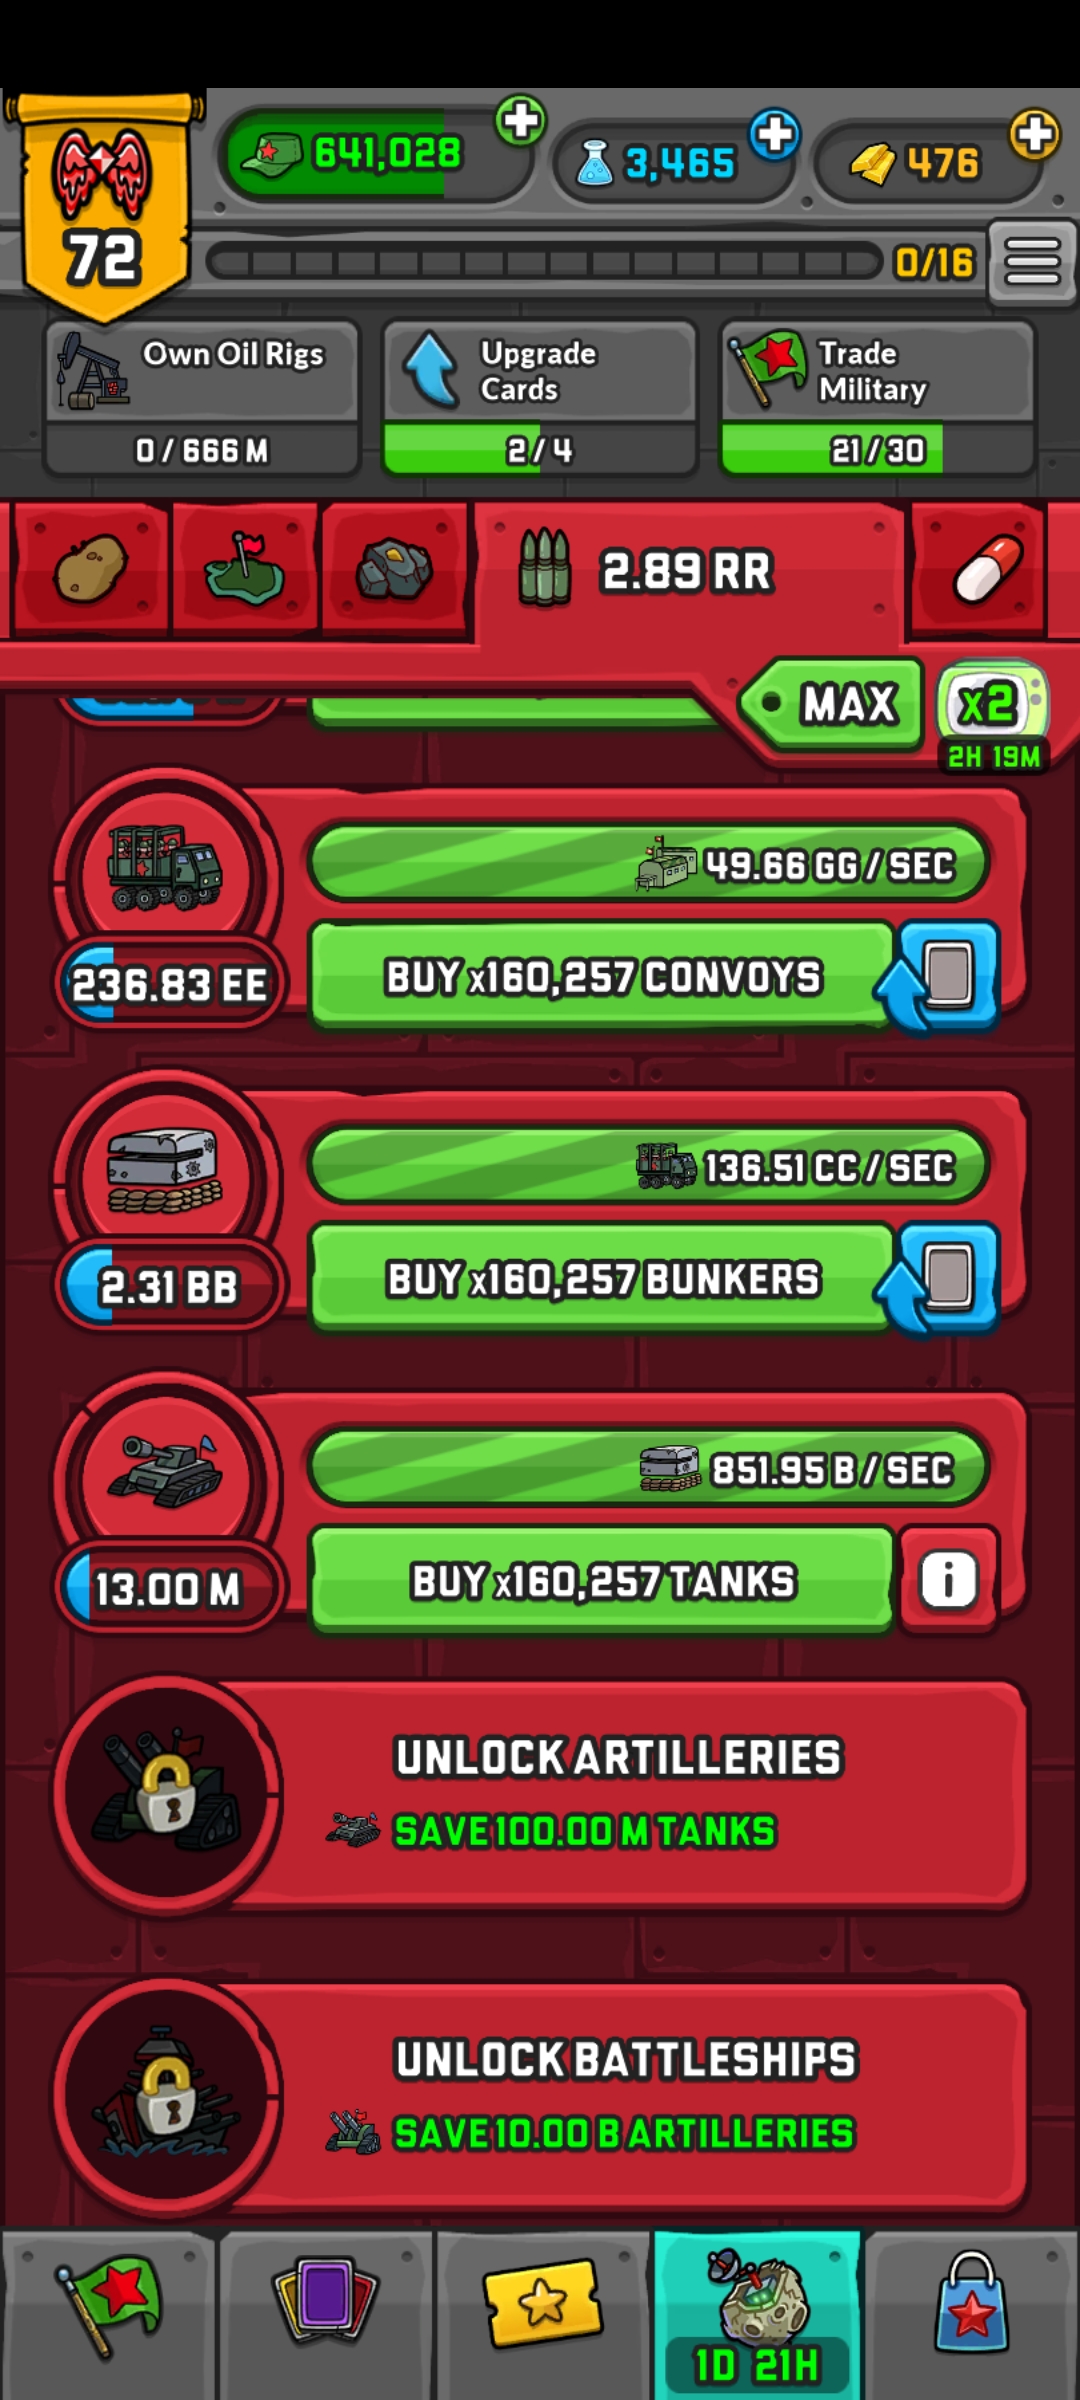 641,028
3,465
476
72
0/16
Own Oil Rigs
0 / 666 M
Upgrade
Cards
2 / 4
Trade
Military
21 / 30
2.89 RR
MAX
x2
2H 19M
49.66 GG / SEC
236.83 EE
BUY x160,257 CONVOYS
136.51 CC / SEC
2.31 BB
BUY x160,257 BUNKERS
851.95 B / SEC
13.00 M
BUY x160,257 TANKS
i
UNLOCK ARTILLERIES
SAVE 100.00 M TANKS
UNLOCK BATTLESHIPS
SAVE 10.00 B ARTILLERIES
1D 21H